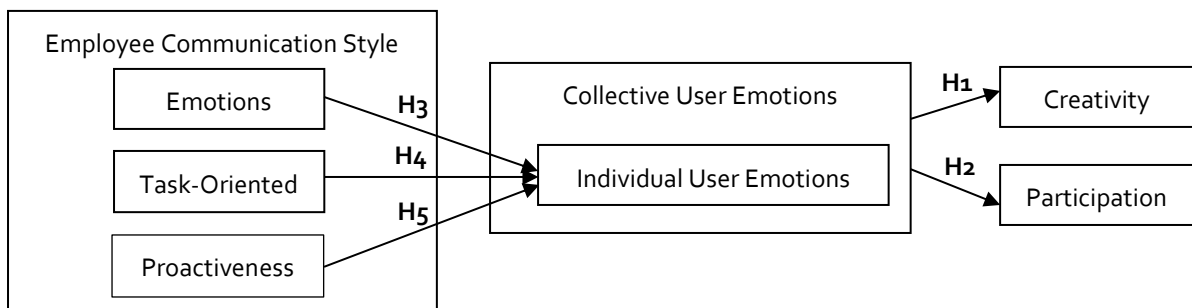 Employee Communication Style
Emotions
Task-Oriented
Proactiveness
H3
H4
H5
Collective User Emotions
Individual User Emotions
H1
H2
Creativity
Participation